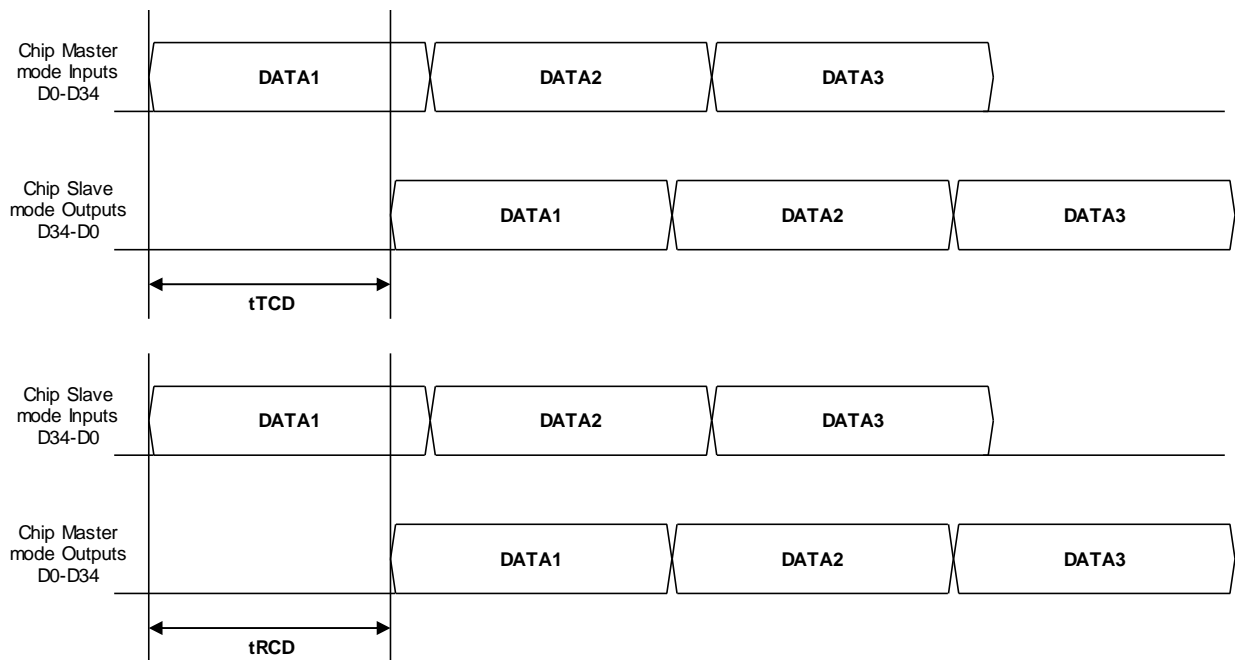 Chip Master
mode Inputs
D0-D34
DATA1
DATA2
DATA3
Chip Slave
mode Outputs
D34-D0
DATA1
DATA2
DATA3
tTCD
Chip Slave
mode Inputs
D34-D0
DATA1
DATA2
DATA3
Chip Master
mode Outputs
D0-D34
DATA1
DATA2
DATA3
tRCD